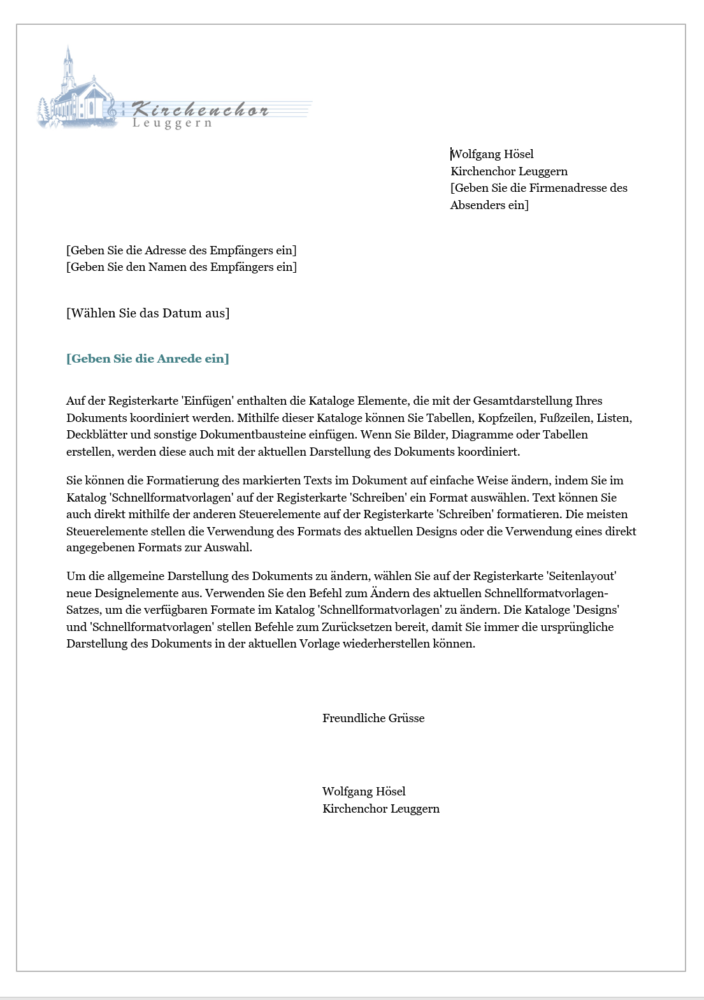 Kirchenchor
Leuggern
Wolfgang Hösel
Kirchenchor Leuggern
[Geben Sie die Firmenadresse des
Absenders ein]
[Geben Sie die Adresse des Empfängers ein]
[Geben Sie den Namen des Empfängers ein]
[Wählen Sie das Datum aus]
[Geben Sie die Anrede ein]
Auf der Registerkarte 'Einfügen' enthalten die Kataloge Elemente, die mit der Gesamtdarstellung Ihres
Dokuments koordiniert werden. Mithilfe dieser Kataloge können Sie Tabellen, Kopfzeilen, Fußzeilen, Listen,
Deckblätter und sonstige Dokumentbausteine einfügen. Wenn Sie Bilder, Diagramme oder Tabellen
erstellen, werden diese auch mit der aktuellen Darstellung des Dokuments koordiniert.
Sie können die Formatierung des markierten Texts im Dokument auf einfache Weise ändern, indem Sie im
Katalog 'Schnellformatvorlagen' auf der Registerkarte 'Schreiben' ein Format auswählen. Text können Sie
auch direkt mithilfe der anderen Steuerelemente auf der Registerkarte 'Schreiben' formatieren. Die meisten
Steuerelemente stellen die Verwendung des Formats des aktuellen Designs oder die Verwendung eines direkt
angegebenen Formats zur Auswahl.
Um die allgemeine Darstellung des Dokuments zu ändern, wählen Sie auf der Registerkarte 'Seitenlayout'
neue Designelemente aus. Verwenden Sie den Befehl zum Ändern des aktuellen Schnellformatvorlagen-
Satzes, um die verfügbaren Formate im Katalog 'Schnellformatvorlagen' zu ändern. Die Kataloge 'Designs'
und 'Schnellformatvorlagen' stellen Befehle zum Zurücksetzen bereit, damit Sie immer die ursprüngliche
Darstellung des Dokuments in der aktuellen Vorlage wiederherstellen können.
Freundliche Grüsse
Wolfgang Hösel
Kirchenchor Leuggern